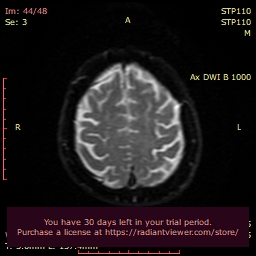 Im: 44/48
Se: 3
A
STP110
STP110
M
Ax DWI B 1000
R
L
You have 30 days left in your trial period.
Purchase a license at https://radiantviewer.com/store/